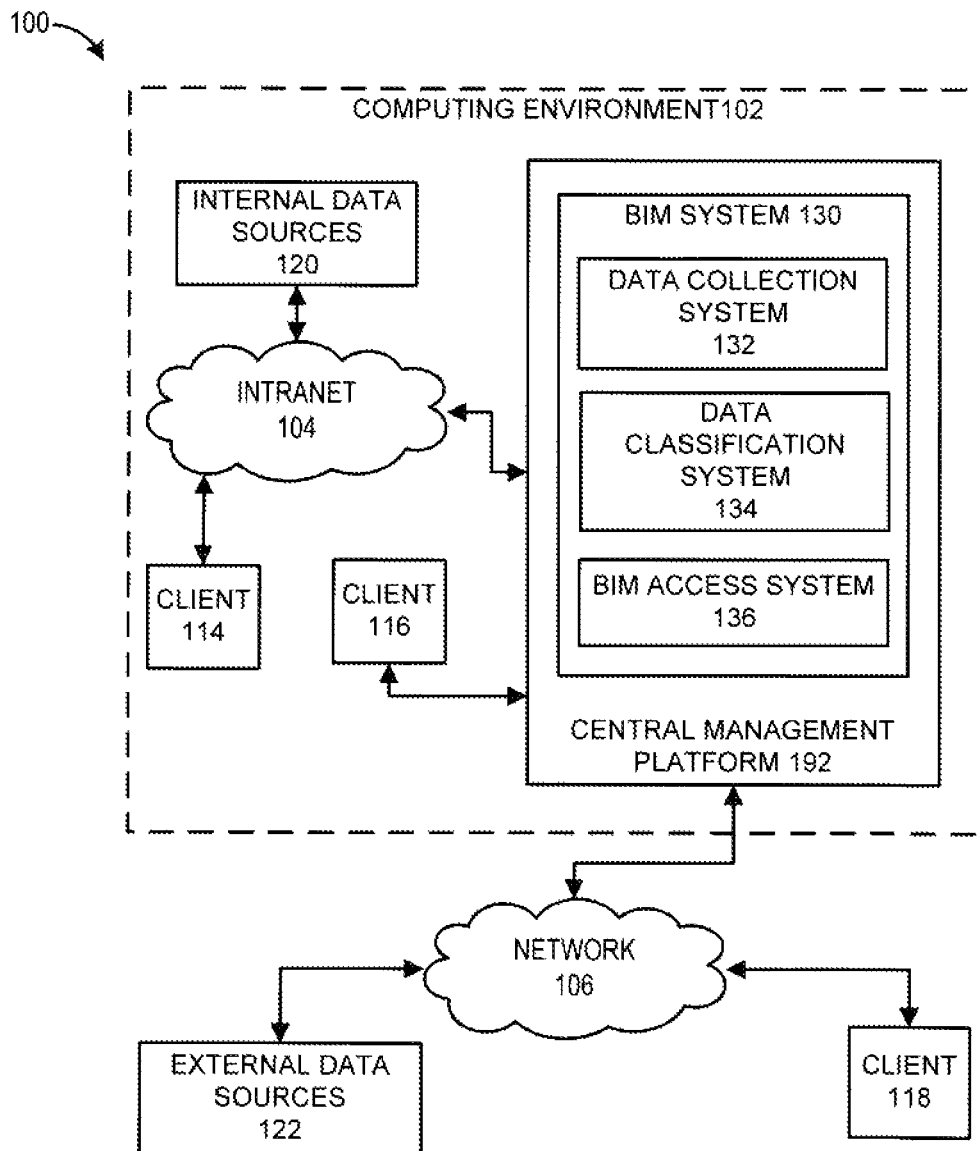 100
COMPUTING ENVIRONMENT102
INTERNAL DATA
SOURCES
120
INTRANET
104
CLIENT
114
CLIENT
116
BIM SYSTEM 130
DATA COLLECTION
SYSTEM
132
DATA
CLASSIFICATION
SYSTEM
134
BIM ACCESS SYSTEM
136
CENTRAL MANAGEMENT
PLATFORM 192
NETWORK
106
EXTERNAL DATA
SOURCES
122
CLIENT
118